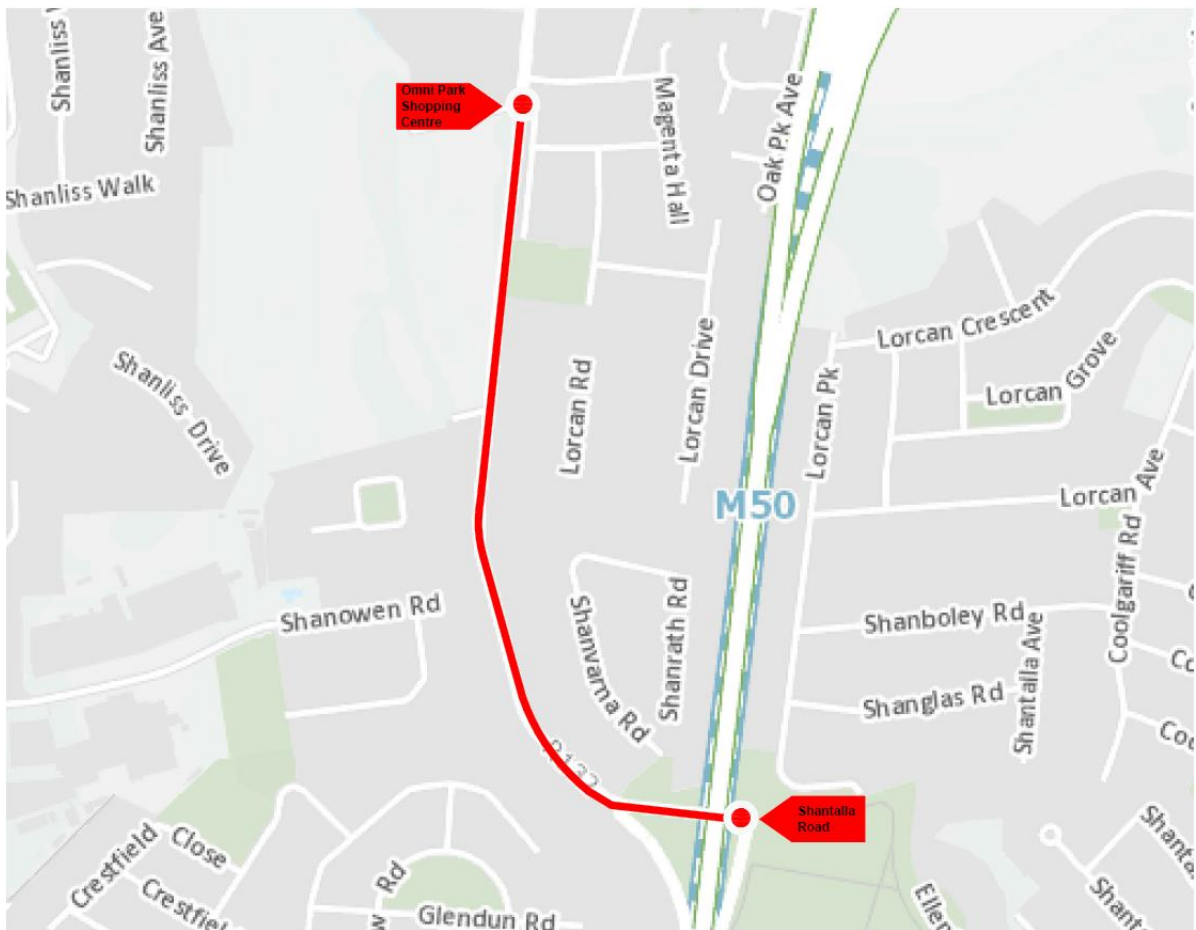 Shanliss
Shanliss Ave
Omni Park
Shopping
Centre
Magenta Hall
Oak Pk Ave
Shanliss Walk
Lorcan Crescent
Lorcan Grove
Lorcan Drive
Lorcan Rd
Lorcan Pk
Shanliss Drive
Lorcan Ave
M50
Coolgariff Rd
Shanowen Rd
Shanvarna Rd
Shanrath Rd
Shanboley Rd
Shantalla Ave
Shanglas Rd
R132
Shantalla
Road
Crestfield
Close
Rd
Glendun Rd